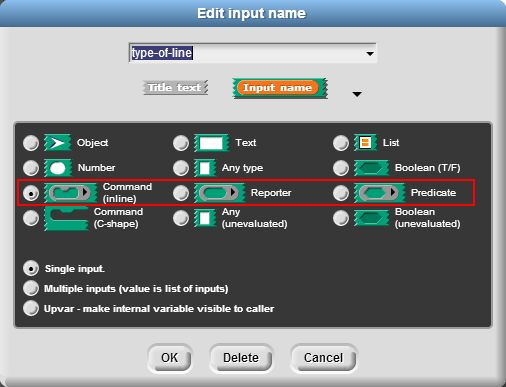 Edit input name
type-of-line
Title text
Input name
Object
Text
List
Number
Any type
Boolean (T/F)
Command
(inline)
Reporter
Predicate
Command
(C-shape)
Any
(unevaluated)
Boolean
(unevaluated)
Single input.
Multiple inputs (value is list of inputs)
Upvar - make internal variable visible to caller
OK
Delete
Cancel